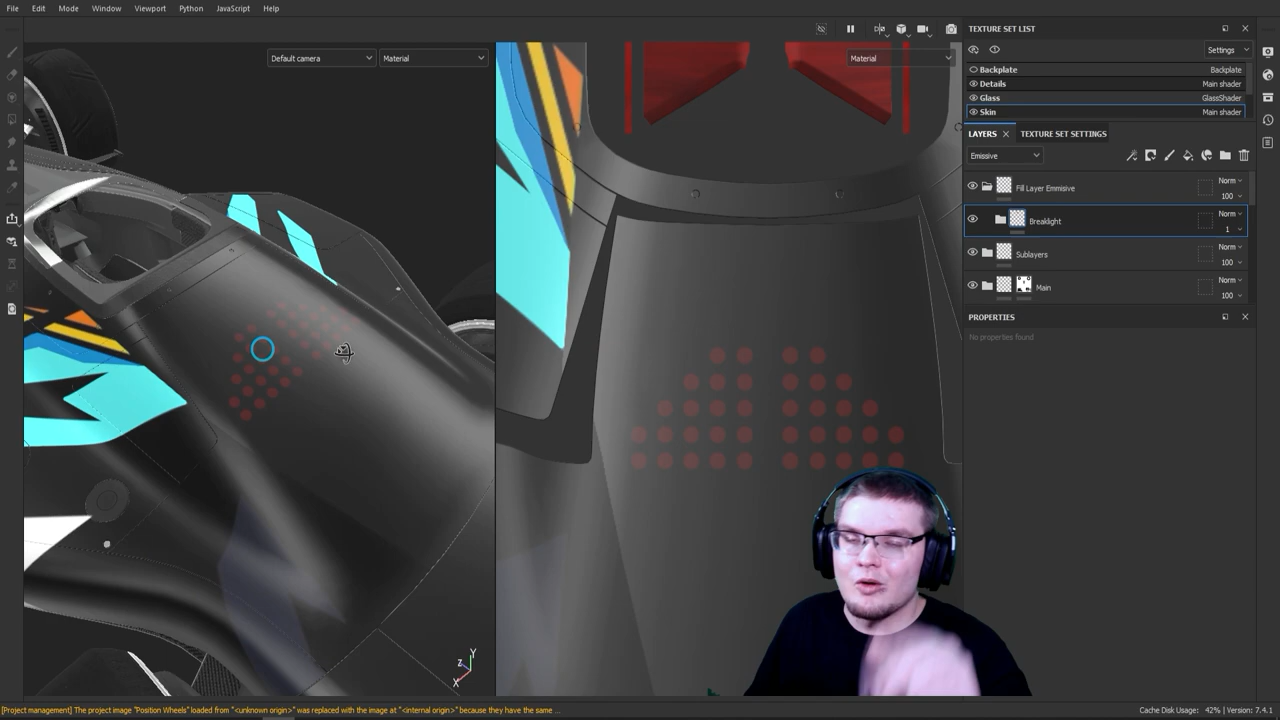 File Edit Mode Window Viewport Python JavaScript Help
Default camera Material Material
TEXTURE SET LIST
Settings
Backplate Backplate
Details Main shader
Glass GlassShader
Skin Main shader
LAYERS TEXTURE SET SETTINGS
Emissive
Fill Layer Emmisive Norm 100
Breaklight Norm 1
Sublayers Norm 100
Main Norm 100
PROPERTIES
No properties found
Y
Z
X
[Project management] The project image "Position Wheels" loaded from "<unknown origin>" was replaced with the image at "<internal origin>" because they have the same ...
Cache Disk Usage: 42% | Version: 7.4.1